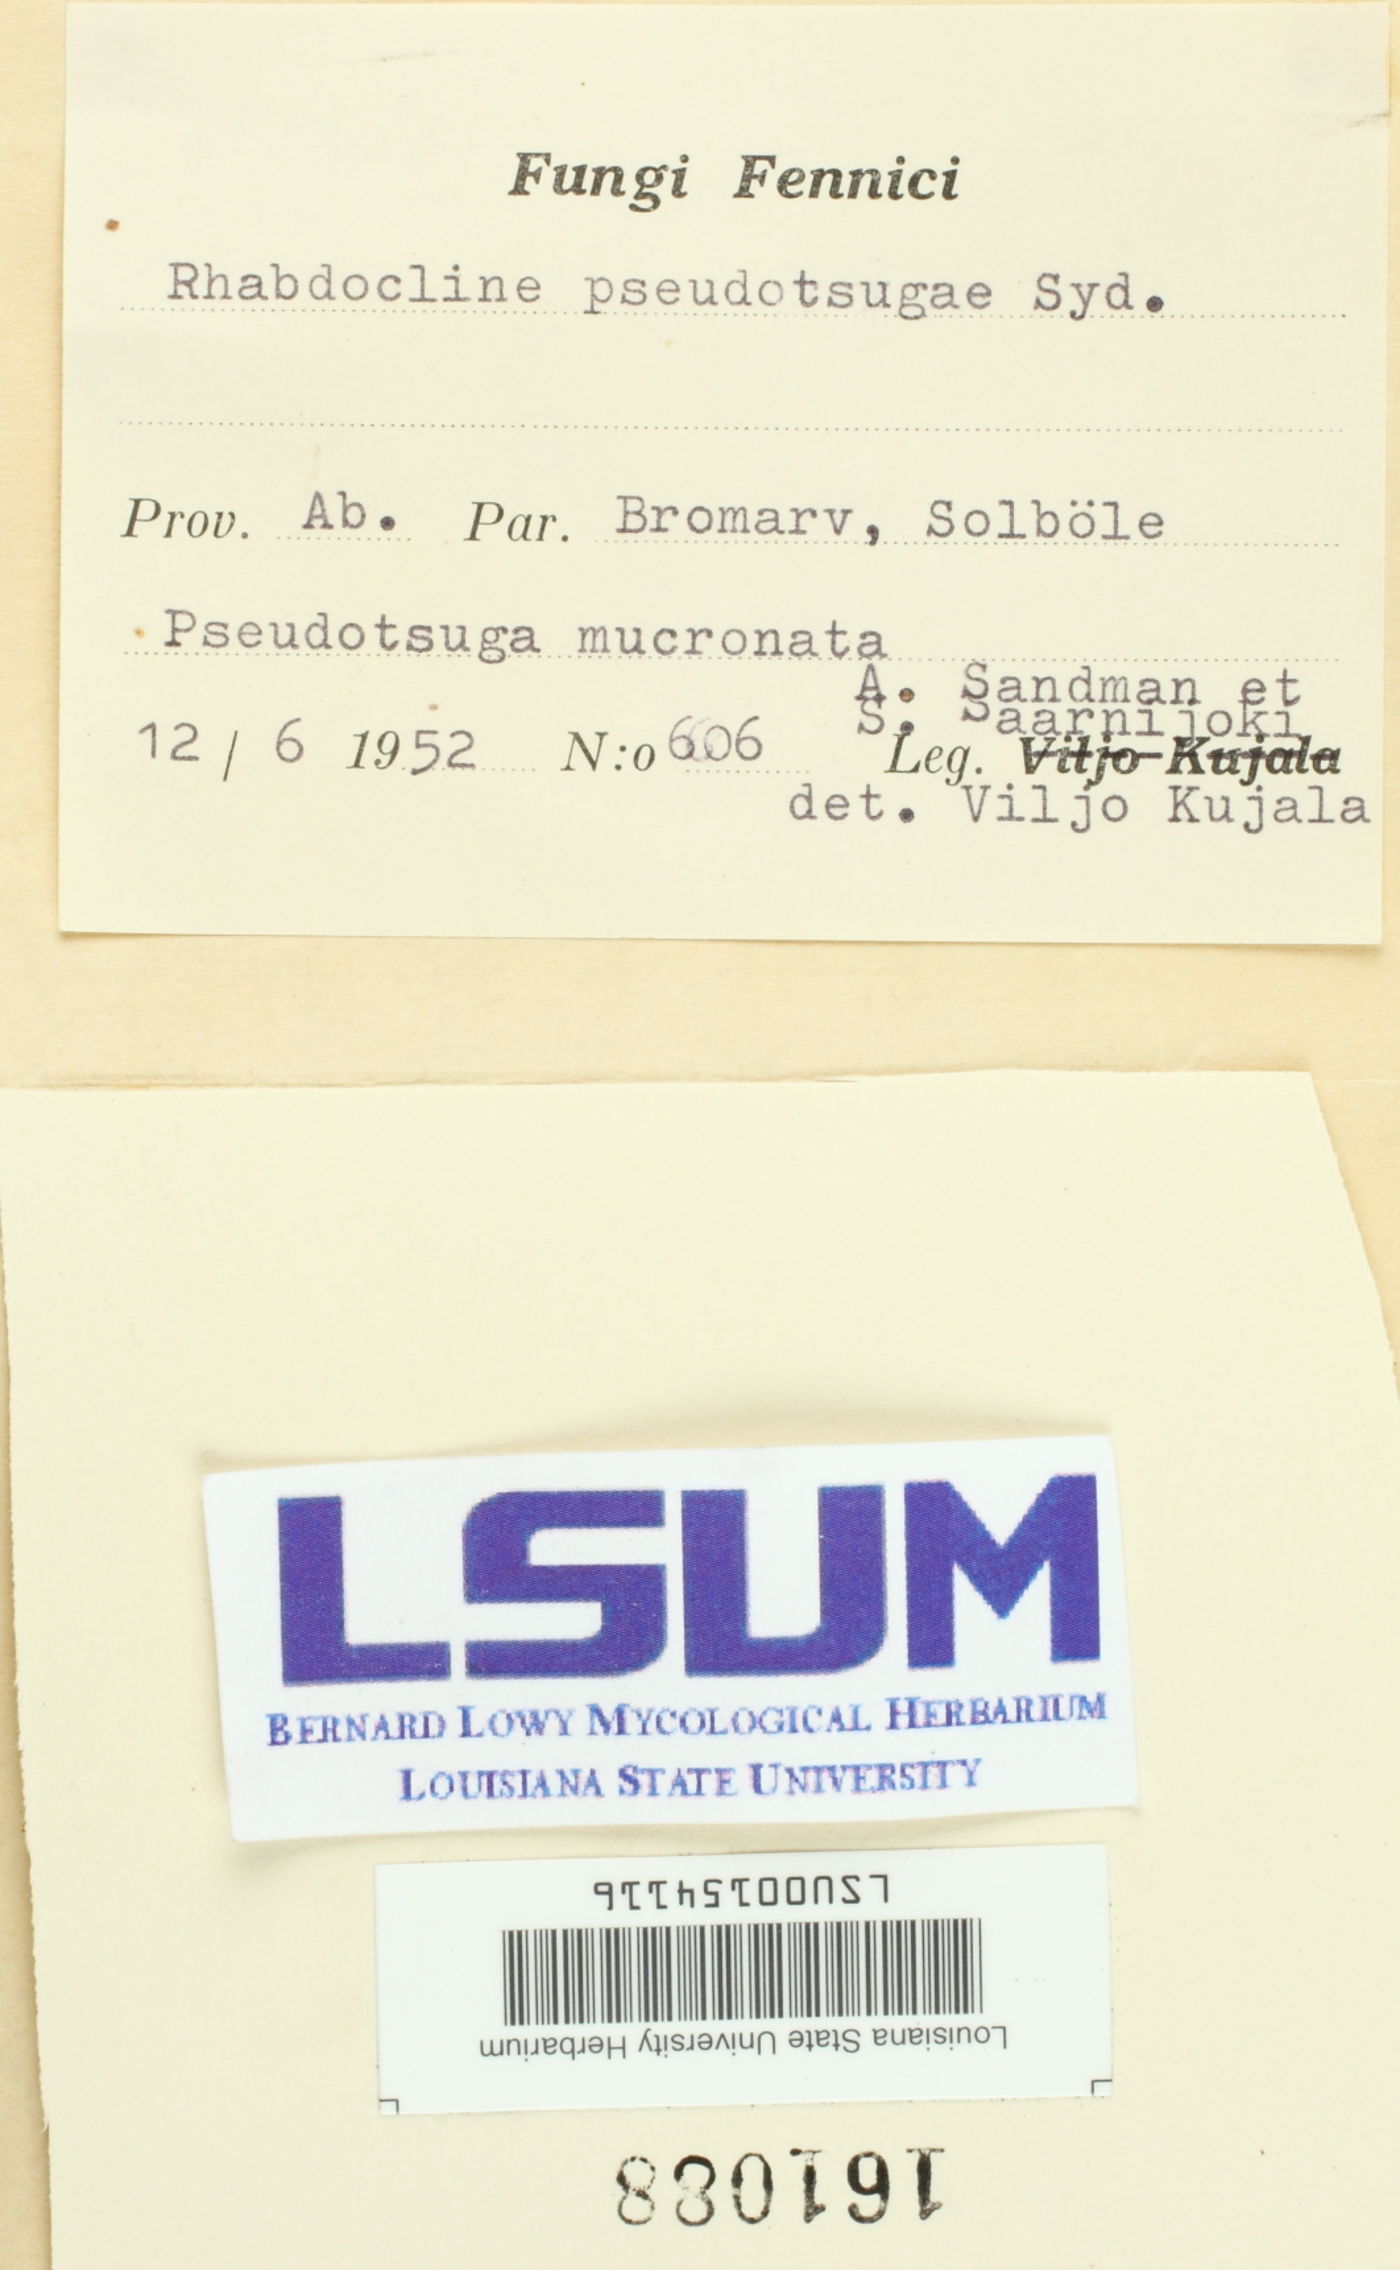 Fungi Fennici
Rhabdocline pseudotsugae Syd.
Prov. Ab. Par. Bromarv, Solböle
Pseudotsuga mucronata
A. Sandman et
S. Saarnijoki
12 / 6 1952 N:o 606 Leg. Viljo Kujala
det. Viljo Kujala
LSUM
BERNARD LOWY MYCOLOGICAL HERBARIUM
LOUISIANA STATE UNIVERSITY
LSU00154116
Louisiana State University Herbarium
161088